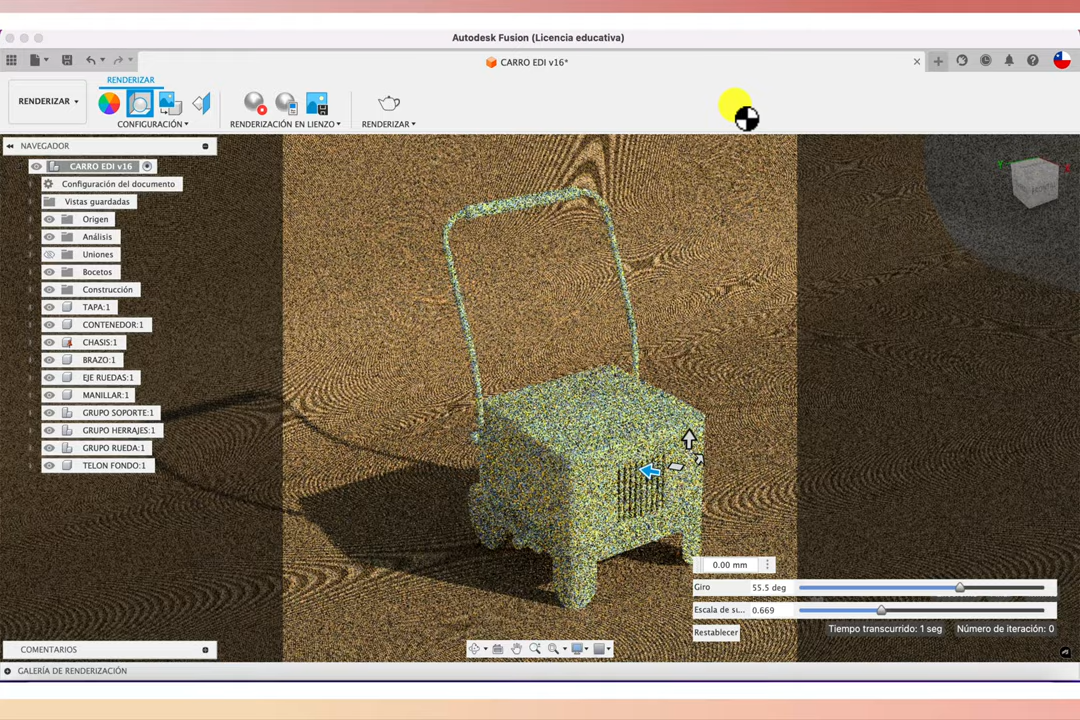 Autodesk Fusion (Licencia educativa)
CARRO EDI v16*
RENDERIZAR
RENDERIZAR
CONFIGURACIÓN
RENDERIZACIÓN EN LIENZO
RENDERIZAR
NAVEGADOR
CARRO EDI v16
Configuración del documento
Vistas guardadas
Origen
Análisis
Uniones
Bocetos
Construcción
TAPA:1
CONTENEDOR:1
CHASIS:1
BRAZO:1
EJE RUEDAS:1
MANILLAR:1
GRUPO SOPORTE:1
GRUPO HERRAJES:1
GRUPO RUEDA:1
TELON FONDO:1
0.00 mm
Giro 55.5 deg
Escala de su... 0.669
Restablecer
Tiempo transcurrido: 1 seg Número de iteración: 0
COMENTARIOS
GALERÍA DE RENDERIZACIÓN